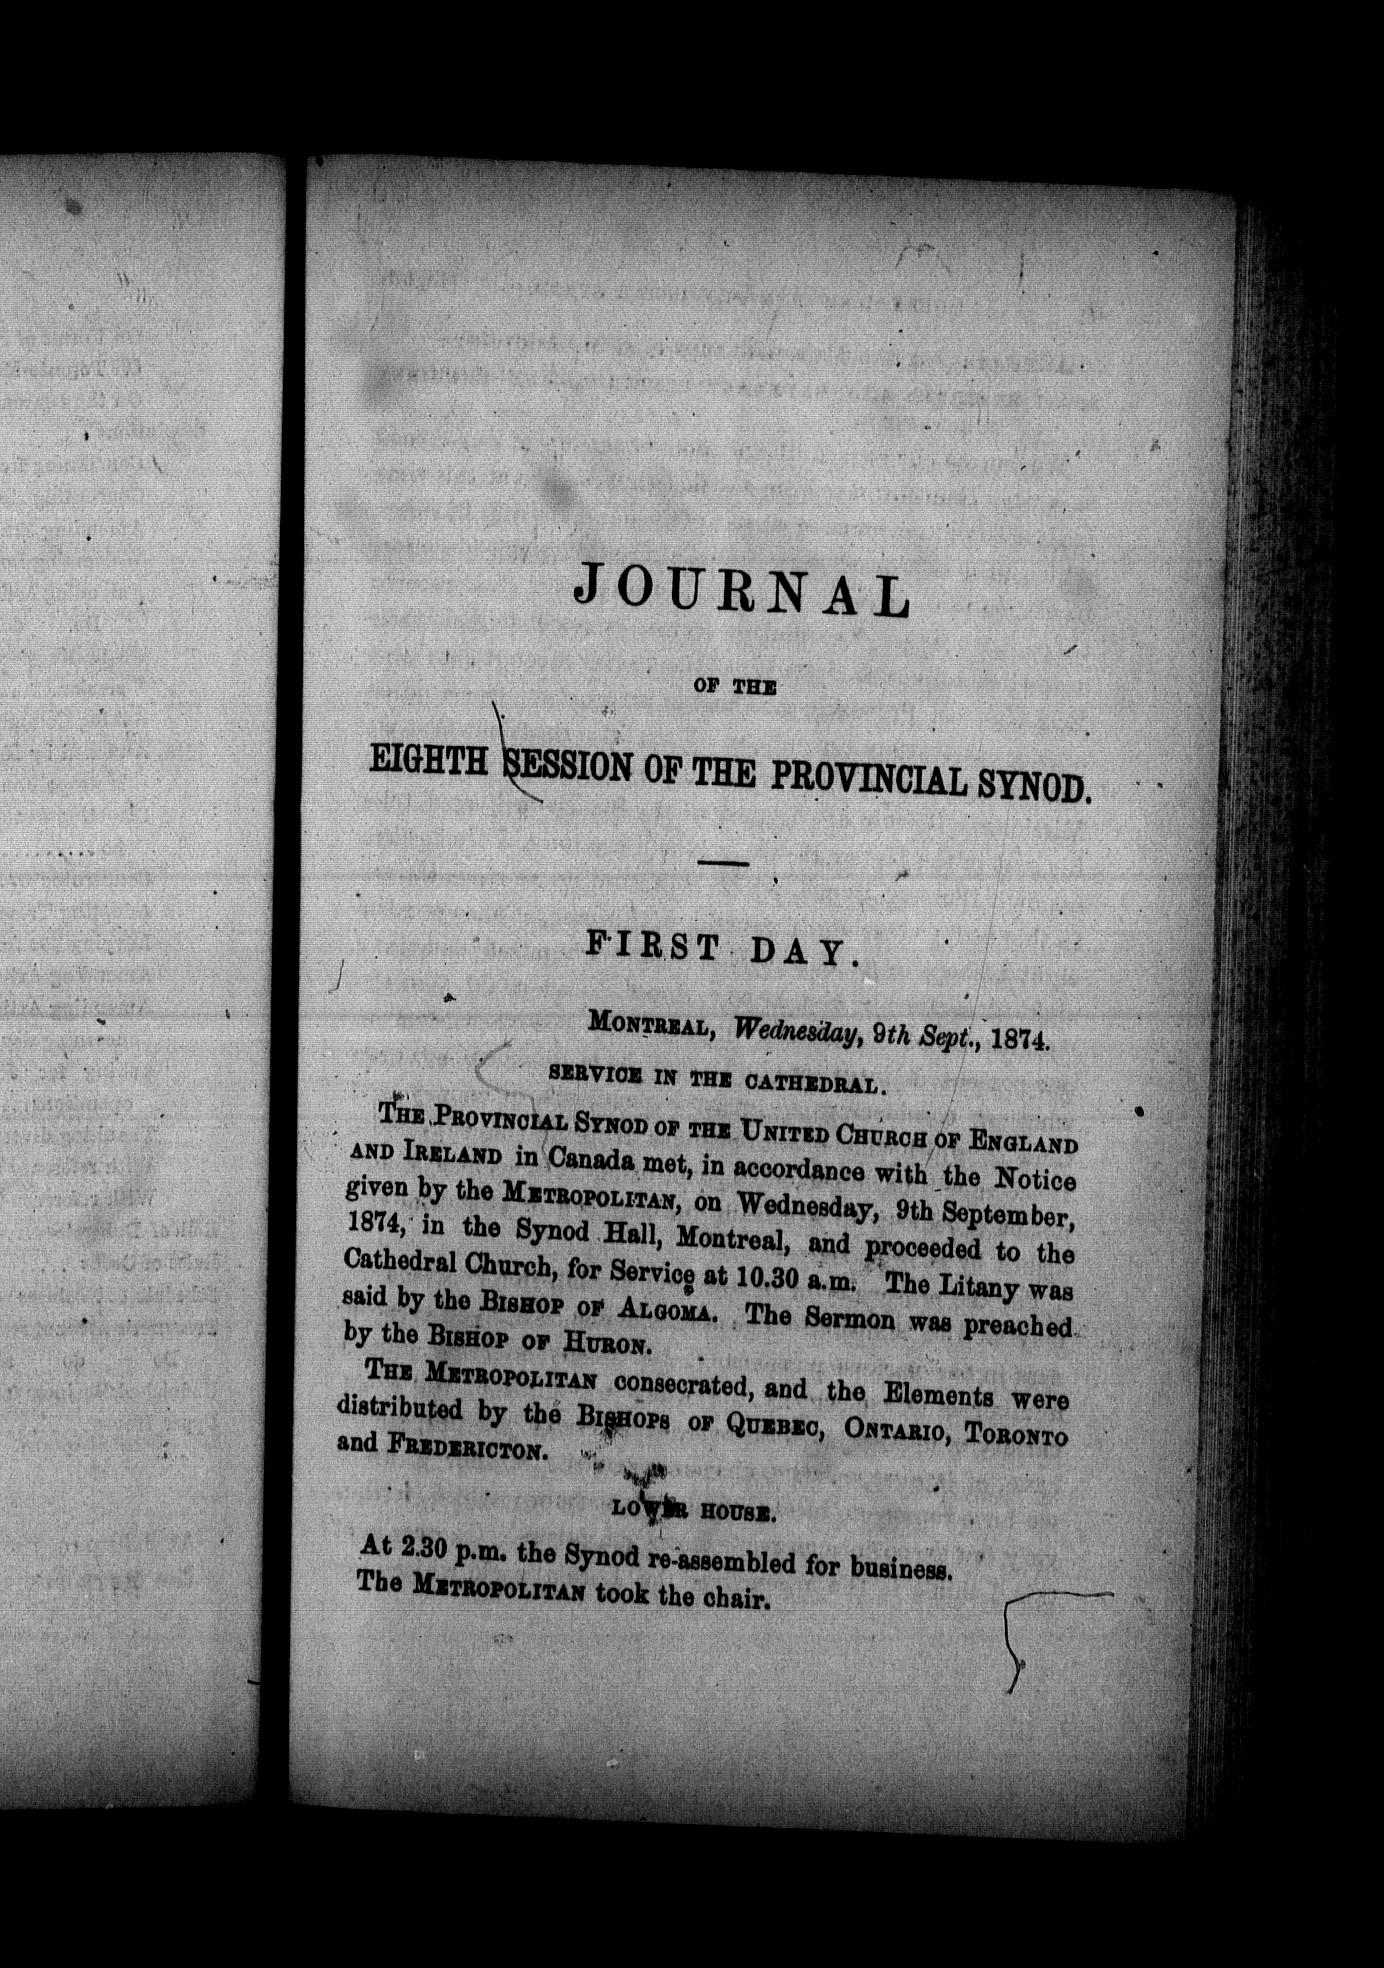 JOURNAL
OF THE
EIGHTH SESSION OF THE PROVINCIAL SYNOD.
FIRST DAY.
MONTREAL, Wednesday, 9th Sept., 1874.
SERVICE IN THE CATHEDRAL.
THE PROVINCIAL SYNOD OF THE UNITED CHURCH OF ENGLAND
AND IRELAND in Canada met, in accordance with the Notice
given by the METROPOLITAN, on Wednesday, 9th September,
1874, in the Synod Hall, Montreal, and proceeded to the
Cathedral Church, for Service at 10.30 a.m. The Litany was
said by the BISHOP OF ALGOMA. The Sermon was preached
by the BISHOP OF HURON.
THE METROPOLITAN consecrated, and the Elements were
distributed by the BISHOPS OF QUEBEC, ONTARIO, TORONTO
and FREDERICTON.
LOWER HOUSE.
At 2.30 p.m. the Synod re-assembled for business.
The METROPOLITAN took the chair.